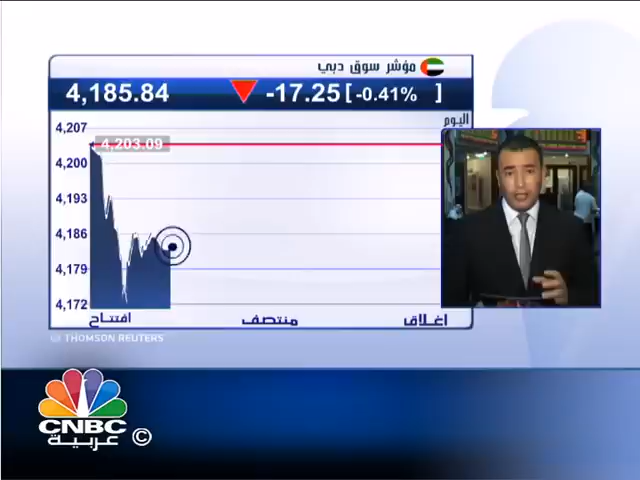 مؤشر سوق دبي
4,185.84 -17.25 [ -0.41% ]
اليوم
4,207
4,203.09
4,200
4,193
4,186
4,179
4,172
افتتاح منتصف اغلاق
THOMSON REUTERS
CNBC
عربية ©